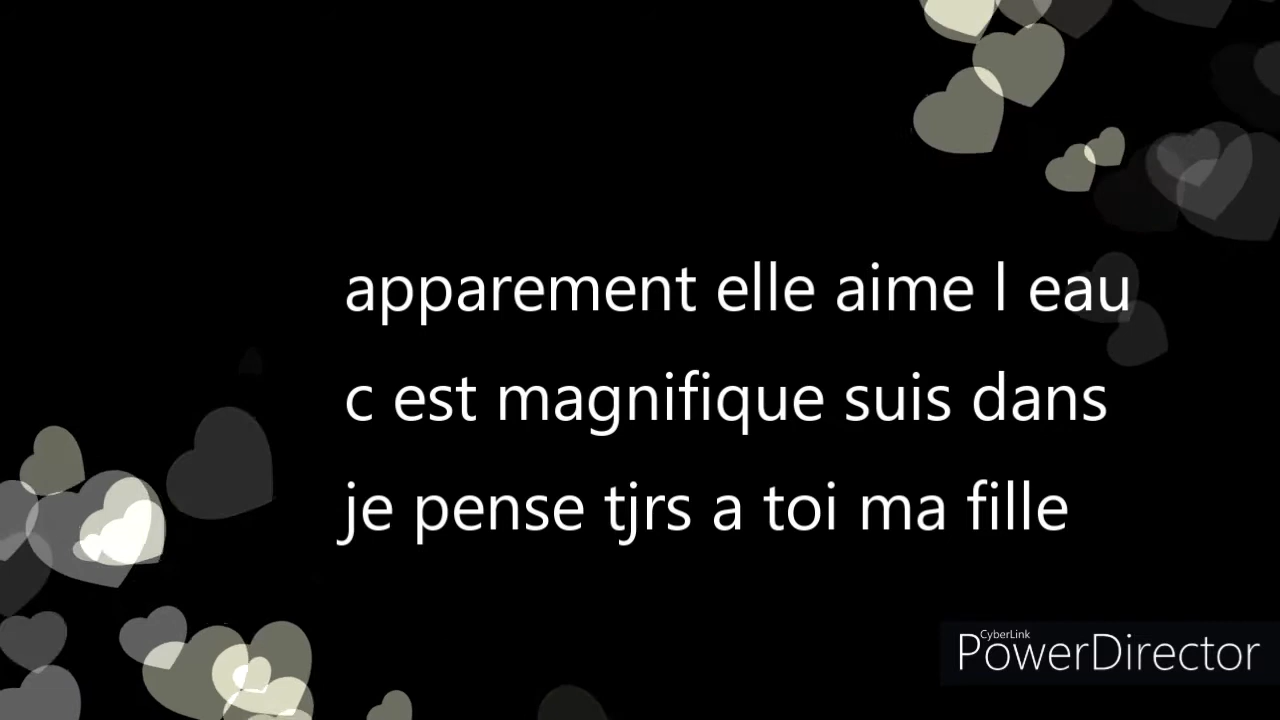 apparement elle aime l eau
c est magnifique suis dans
je pense tjrs a toi ma fille
CyberLink
PowerDirector